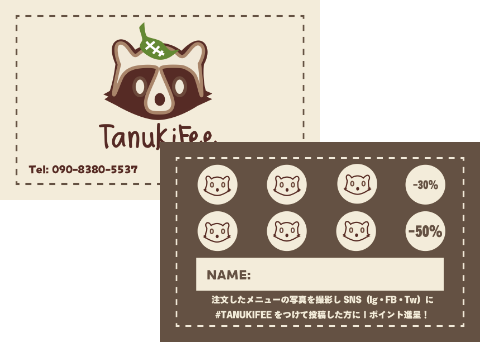 TanukiFee
Tel: 090-8380-5537
-30%
-50%
NAME:
注文したメニューの写真を撮影し SNS (Ig・FB・Tw) に
#TANUKIFEE をつけて投稿した方に1ポイント進呈！